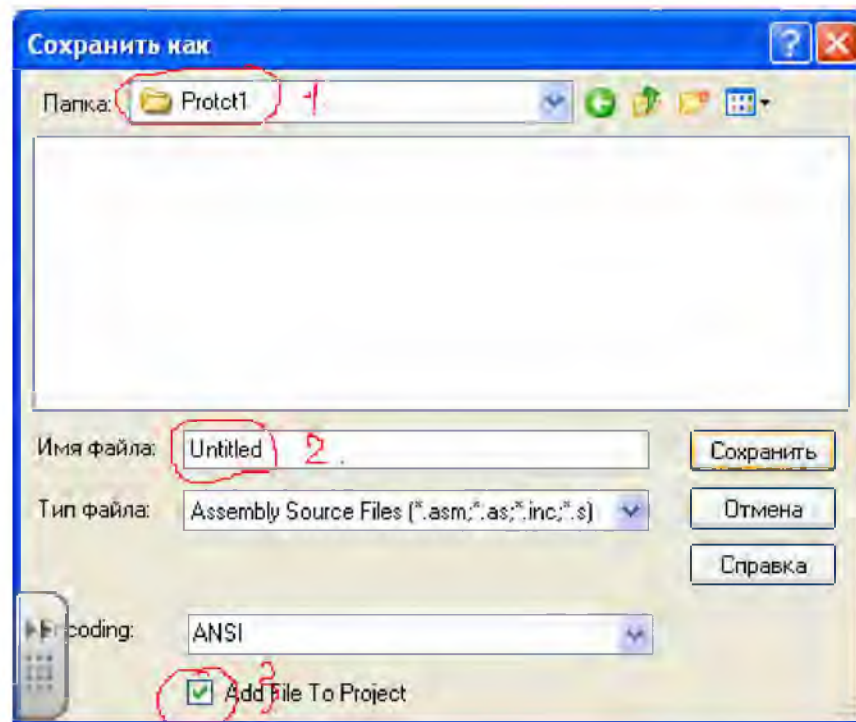 Сохранить как
Папка: Protct1 1
Имя файла: Untitled 2 Сохранить
Тип файла: Assembly Source Files (*.asm;*.as;*.inc;*.s) Отмена
Справка
Encoding: ANSI
Add File To Project 3